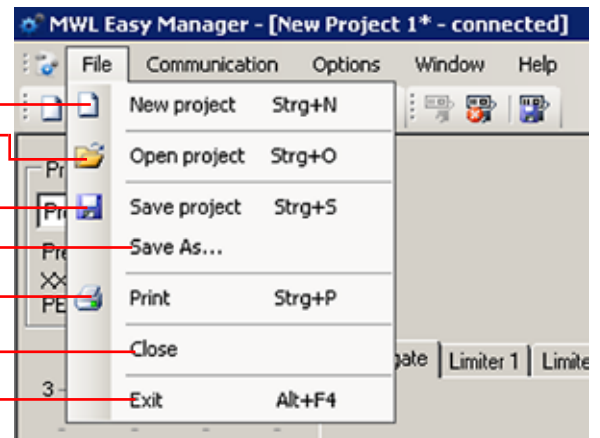 MWL Easy Manager - [New Project 1* - connected]
File Communication Options Window Help
New project Strg+N
Open project Strg+O
Save project Strg+S
Save As...
Print Strg+P
Close
Exit Alt+F4
Limiter 1
3